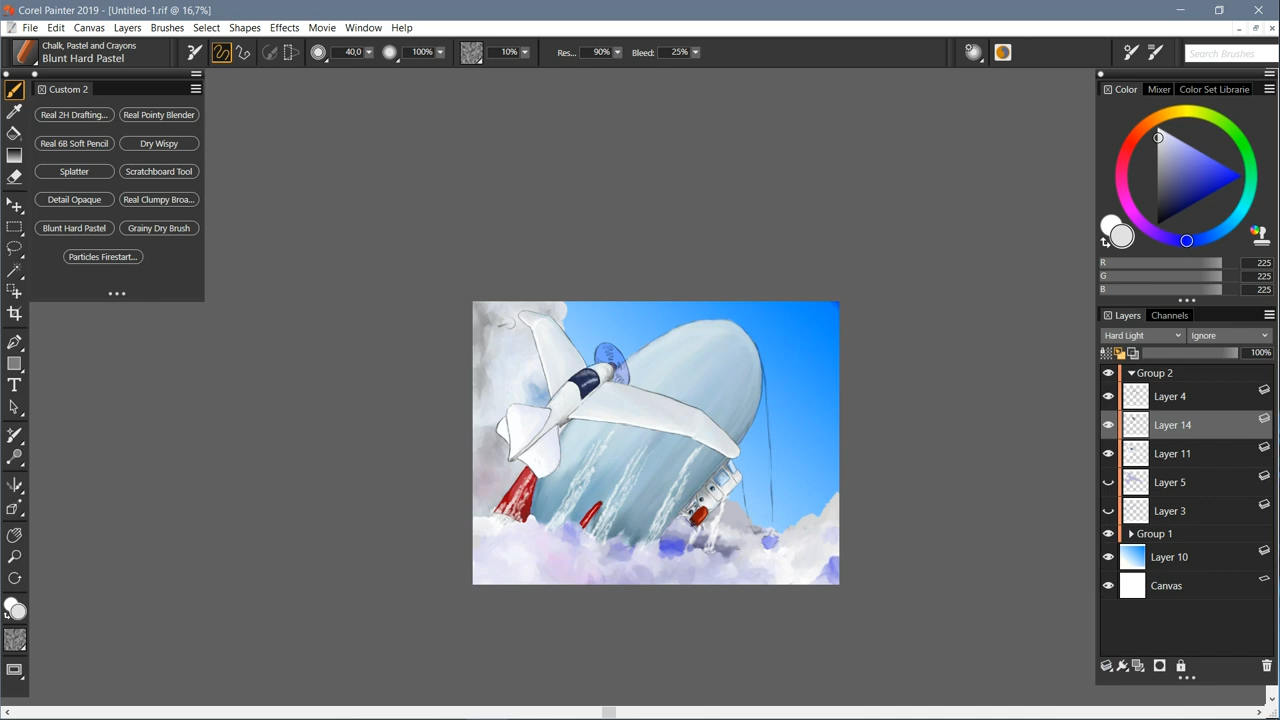 Corel Painter 2019 - [Untitled-1.rif @ 16,7%]
File Edit Canvas Layers Brushes Select Shapes Effects Movie Window Help
Chalk, Pastel and Crayons
Blunt Hard Pastel
40,0
100%
10%
Res... 90%
Bleed: 25%
Search Brushes
Custom 2
Real 2H Drafting... Real Pointy Blender
Real 6B Soft Pencil Dry Wispy
Splatter Scratchboard Tool
Detail Opaque Real Clumpy Broa...
Blunt Hard Pastel Grainy Dry Brush
Particles Firestart...
Color Mixer Color Set Librarie
R 225
G 225
B 225
Layers Channels
Hard Light Ignore
100%
Group 2
Layer 4
Layer 14
Layer 11
Layer 5
Layer 3
Group 1
Layer 10
Canvas